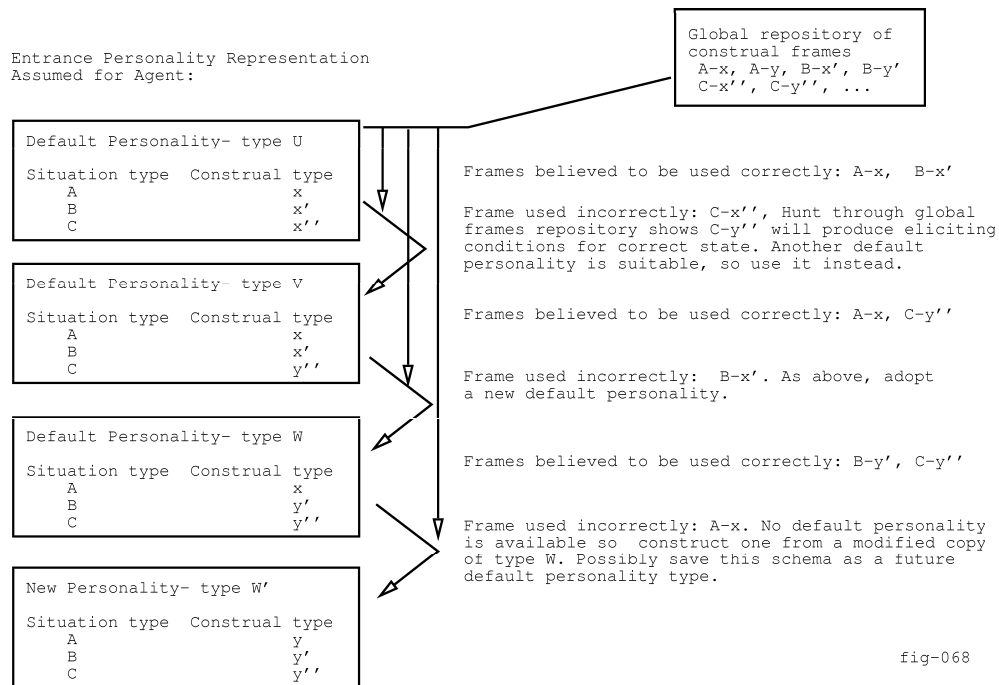 Global repository of
construal frames
A-x, A-y, B-x', B-y'
C-x'', C-y'', ...
Entrance Personality Representation
Assumed for Agent:
Default Personality- type U
Situation type Construal type
A x
B x'
C x''
Frames believed to be used correctly: A-x, B-x'
Frame used incorrectly: C-x'', Hunt through global
frames repository shows C-y'' will produce eliciting
conditions for correct state. Another default
personality is suitable, so use it instead.
Default Personality- type V
Situation type Construal type
A x
B x'
C y''
Frames believed to be used correctly: A-x, C-y''
Frame used incorrectly: B-x'. As above, adopt
a new default personality.
Default Personality- type W
Situation type Construal type
A x
B y'
C y''
Frames believed to be used correctly: B-y', C-y''
Frame used incorrectly: A-x. No default personality
is available so construct one from a modified copy
of type W. Possibly save this schema as a future
default personality type.
New Personality- type W'
Situation type Construal type
A y
B y'
C y''
fig-068